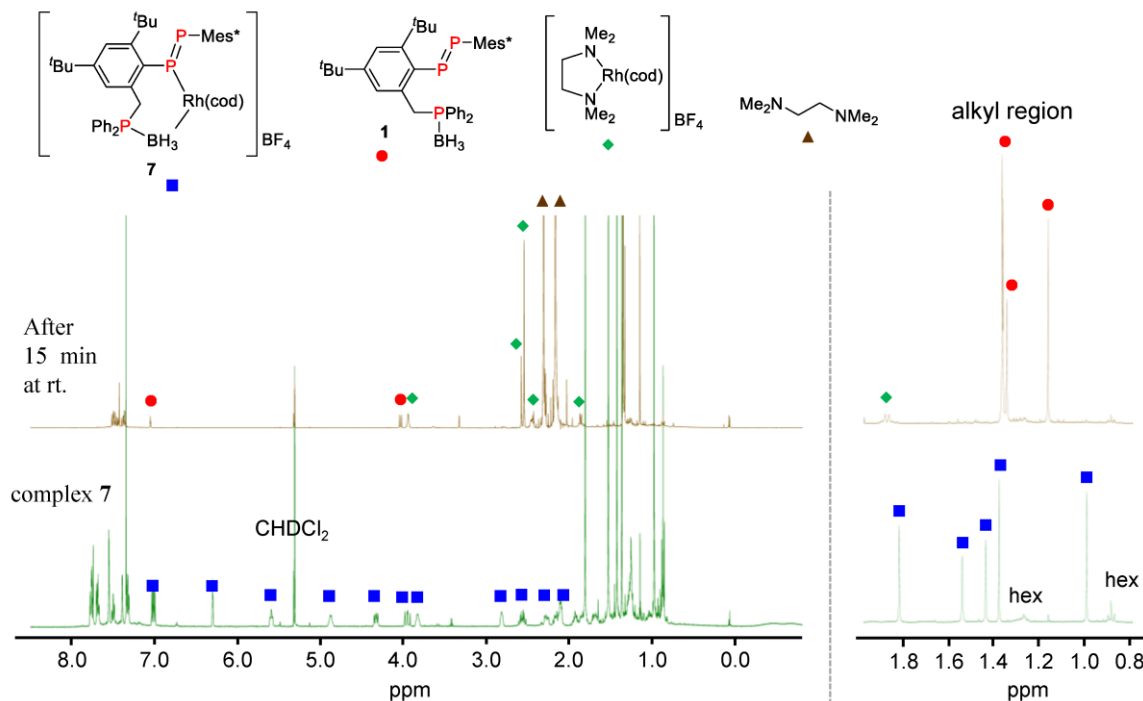 ᵗBu
P
Mes*
ᵗBu
P
Rh(cod)
Ph₂P
BH₃
BF₄
7
ᵗBu
P
Mes*
ᵗBu
P
PPh₂
BH₃
1
Me₂
N
Rh(cod)
N
Me₂
BF₄
Me₂N
NMe₂
alkyl region
After
15 min
at rt.
complex 7
CHDCl₂
hex
hex
8.0 7.0 6.0 5.0 4.0 3.0 2.0 1.0 0.0
ppm
1.8 1.6 1.4 1.2 1.0 0.8
ppm